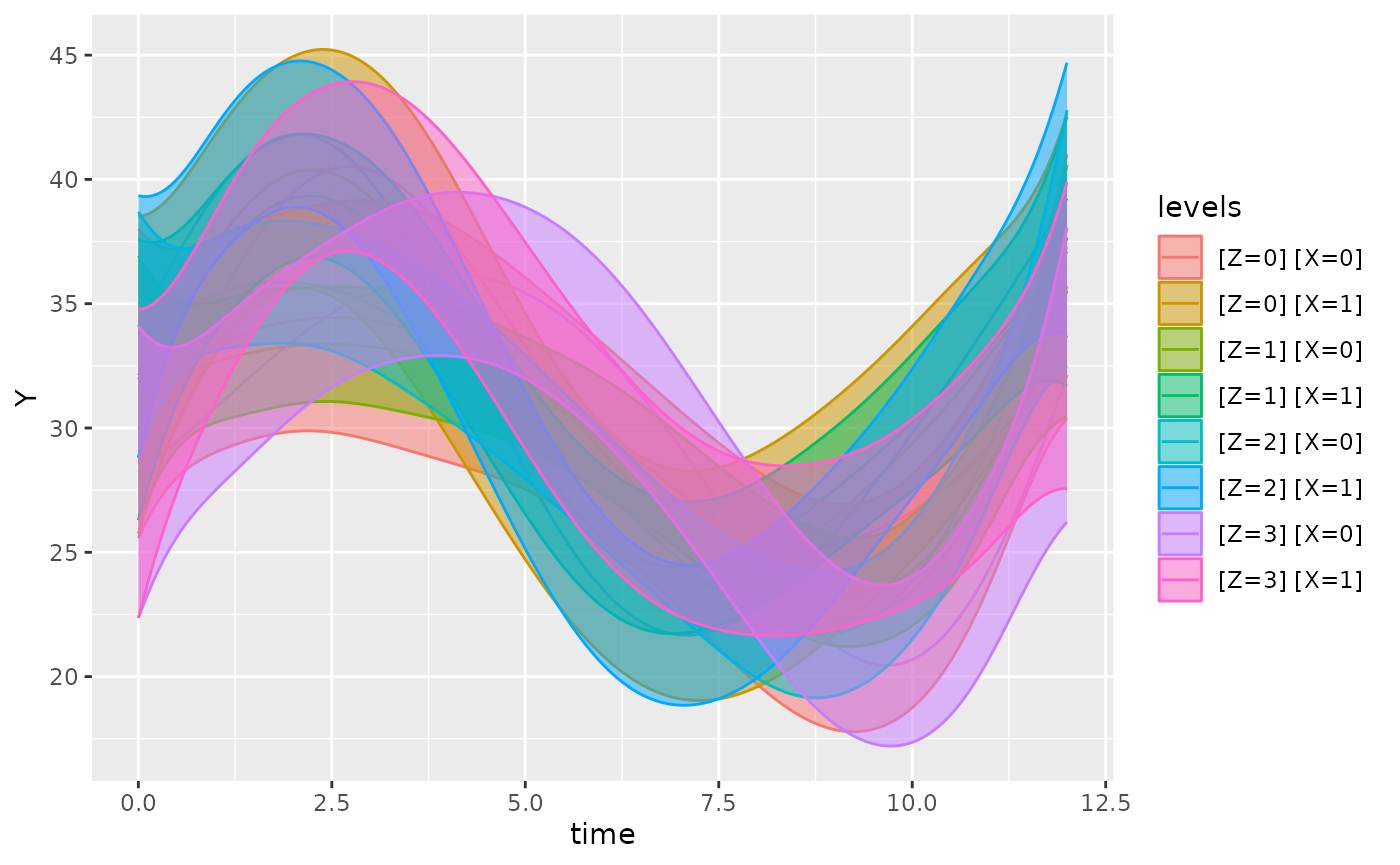 45
40
35
30
25
20
Y
0.0 2.5 5.0 7.5 10.0 12.5
time
levels
[Z=0] [X=0]
[Z=0] [X=1]
[Z=1] [X=0]
[Z=1] [X=1]
[Z=2] [X=0]
[Z=2] [X=1]
[Z=3] [X=0]
[Z=3] [X=1]